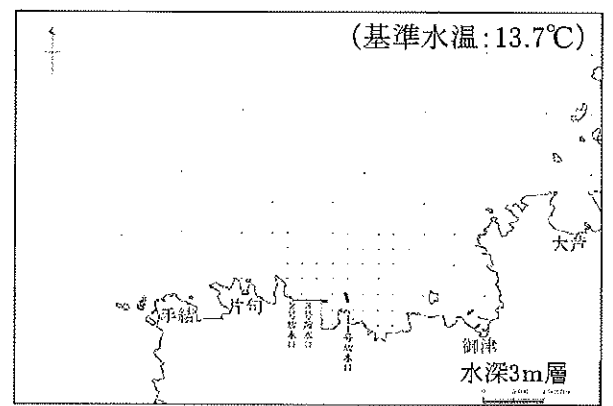 (基準水温:13.7℃)
大芦
手結
片句
御津
水深3m層